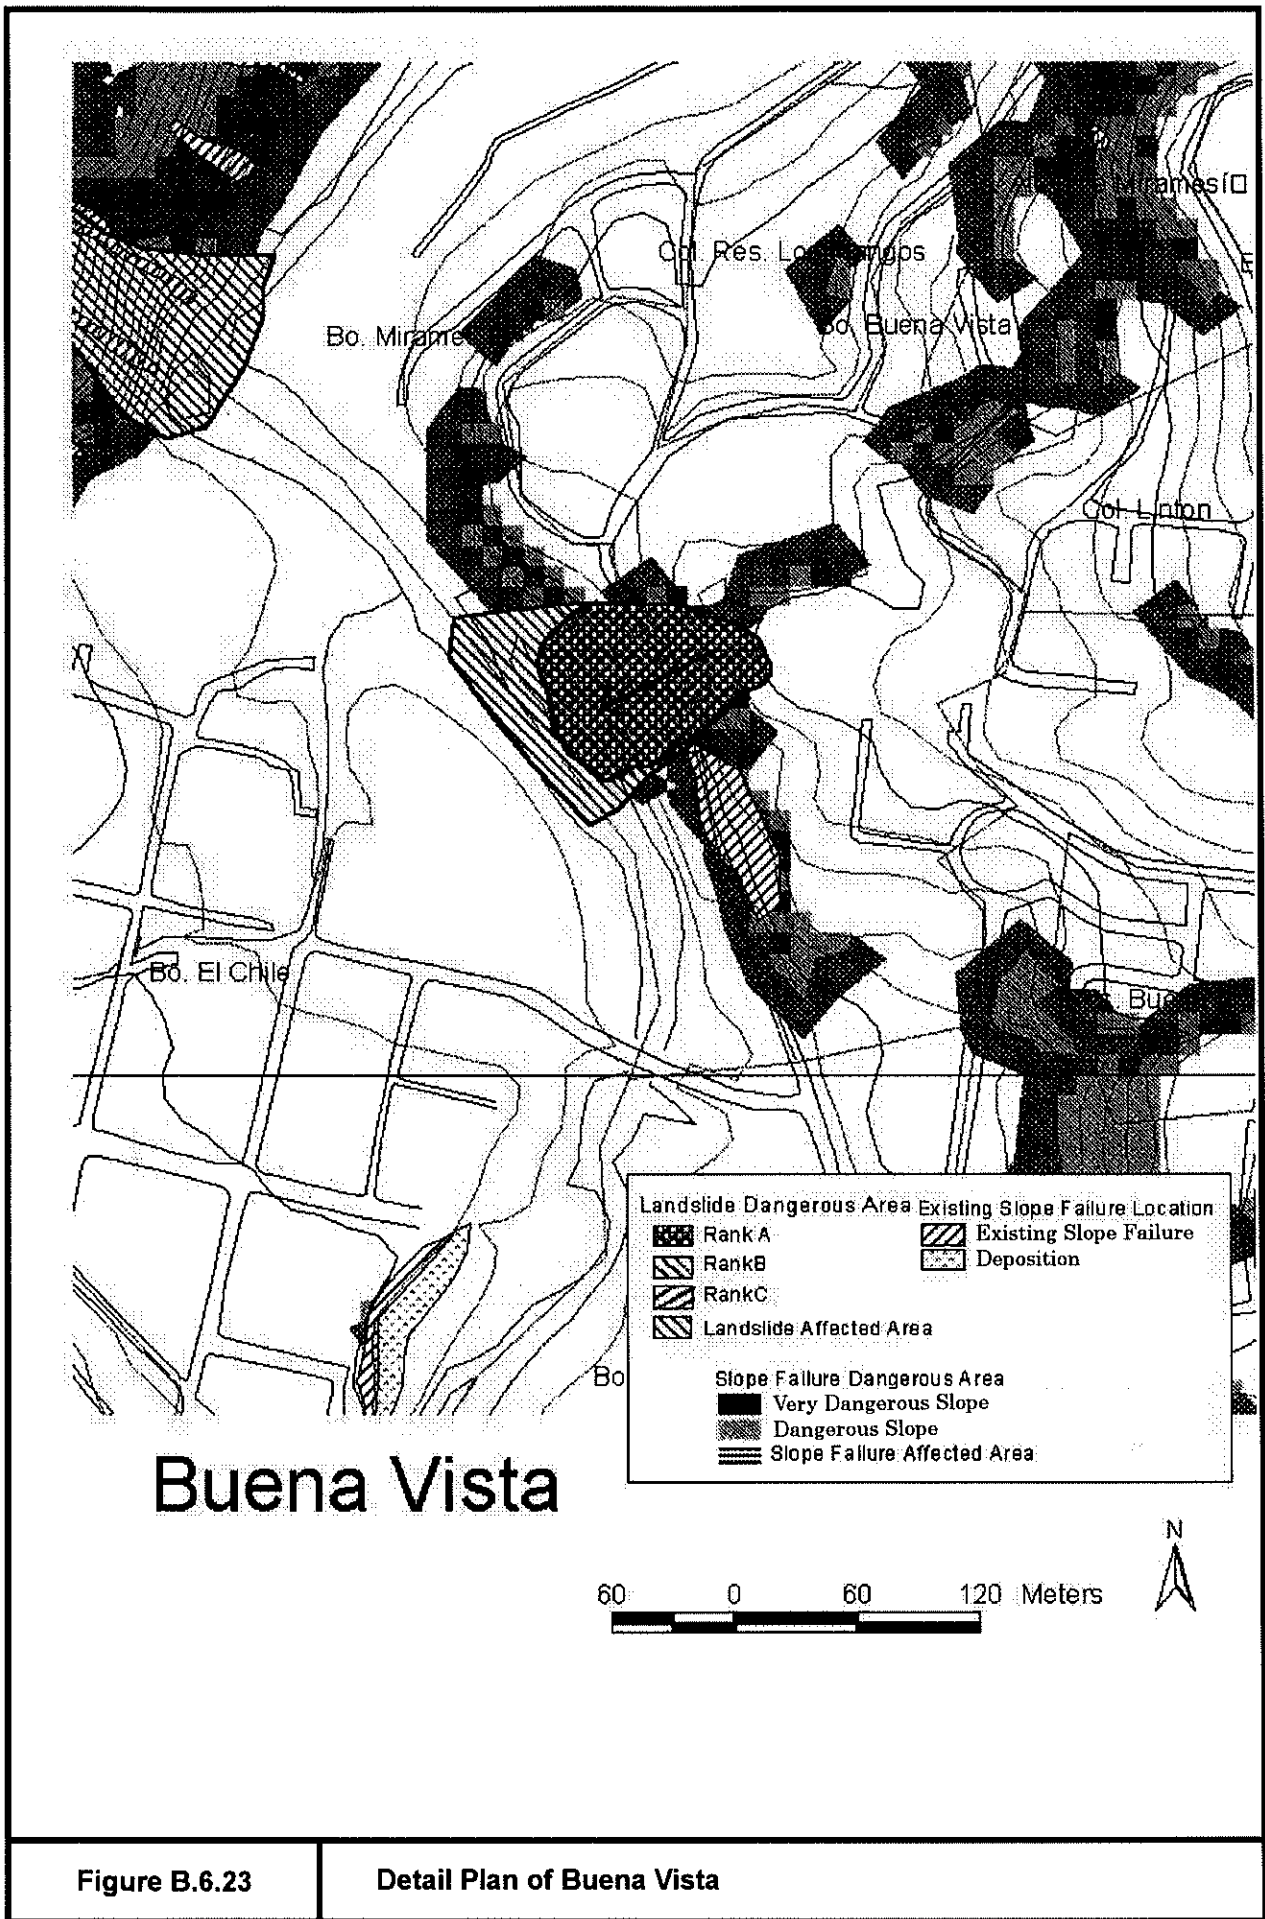 Col. Res. Lo
Bo. Mirame
Buena Vista
Col. Linton
Bo. El Chile
Bo
Landslide Dangerous Area
Rank A
RankB
RankC
Landslide Affected Area
Existing Slope Failure Location
Existing Slope Failure
Deposition
Slope Failure Dangerous Area
Very Dangerous Slope
Dangerous Slope
Slope Failure Affected Area
Buena Vista
N
60 0 60 120 Meters
Figure B.6.23
Detail Plan of Buena Vista